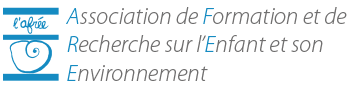 l'afrée
Association de Formation et de
Recherche sur l'Enfant et son
Environnement